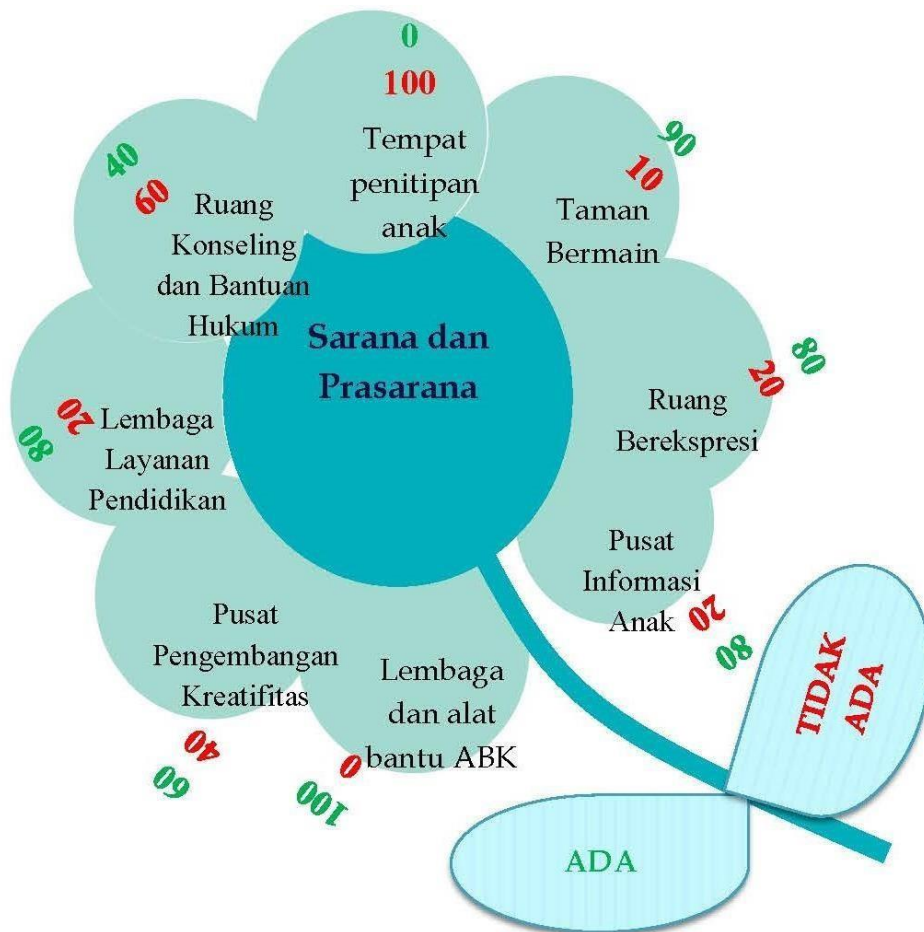 0
100
Tempat
penitipan
anak
90
10
Taman
Bermain
80
20
Ruang
Berekspresi
Pusat
Informasi
Anak
20
80
Lembaga
dan alat
bantu ABK
0
100
Pusat
Pengembangan
Kreatifitas
40
60
Lembaga
Layanan
Pendidikan
20
80
40
60
Ruang
Konseling
dan Bantuan
Hukum
Sarana dan
Prasarana
TIDAK
ADA
ADA